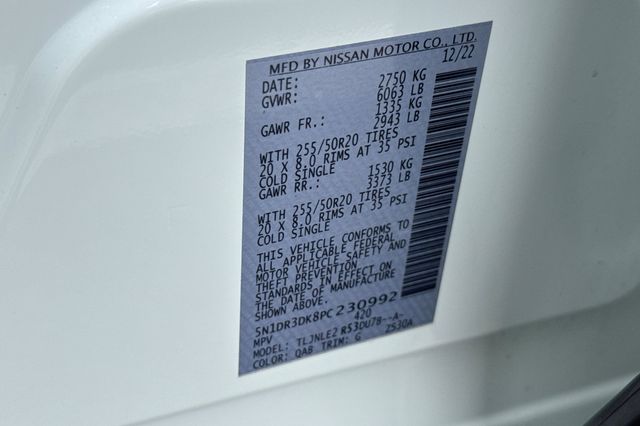 MFD BY NISSAN MOTOR CO., LTD.
DATE: 12/22
GVWR: 2750 KG
6063 LB
GAWR FR.: 1335 KG
2943 LB
WITH 255/50R20 TIRES
20 X 8.0 RIMS AT 35 PSI
COLD SINGLE
GAWR RR.: 1530 KG
3373 LB
WITH 255/50R20 TIRES
20 X 8.0 RIMS AT 35 PSI
COLD SINGLE
THIS VEHICLE CONFORMS TO
ALL APPLICABLE FEDERAL
MOTOR VEHICLE SAFETY AND
THEFT PREVENTION
STANDARDS IN EFFECT ON
THE DATE OF MANUFACTURE
SHOWN ABOVE.
5N1DR3DK8PC230992
MPV 420
MODEL: TLJNLE2 RS3DU7B--A-
COLOR: QAB TRIM: G ZS30A